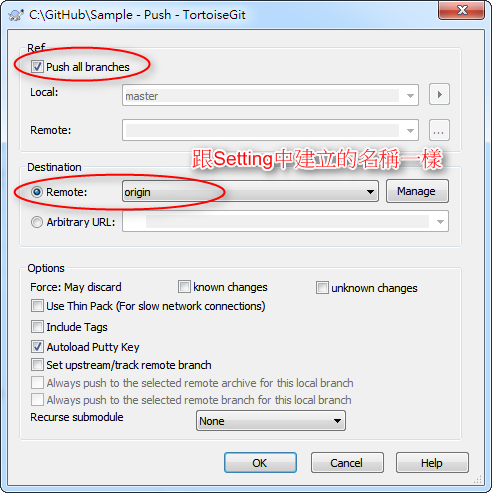 C:\GitHub\Sample - Push - TortoiseGit
Ref
Push all branches
Local: master
Remote: ...
跟Setting中建立的名稱一樣
Destination
Remote: origin Manage
Arbitrary URL:
Options
Force: May discard known changes unknown changes
Use Thin Pack (For slow network connections)
Include Tags
Autoload Putty Key
Set upstream/track remote branch
Always push to the selected remote archive for this local branch
Always push to the selected remote branch for this local branch
Recurse submodule None
OK Cancel Help